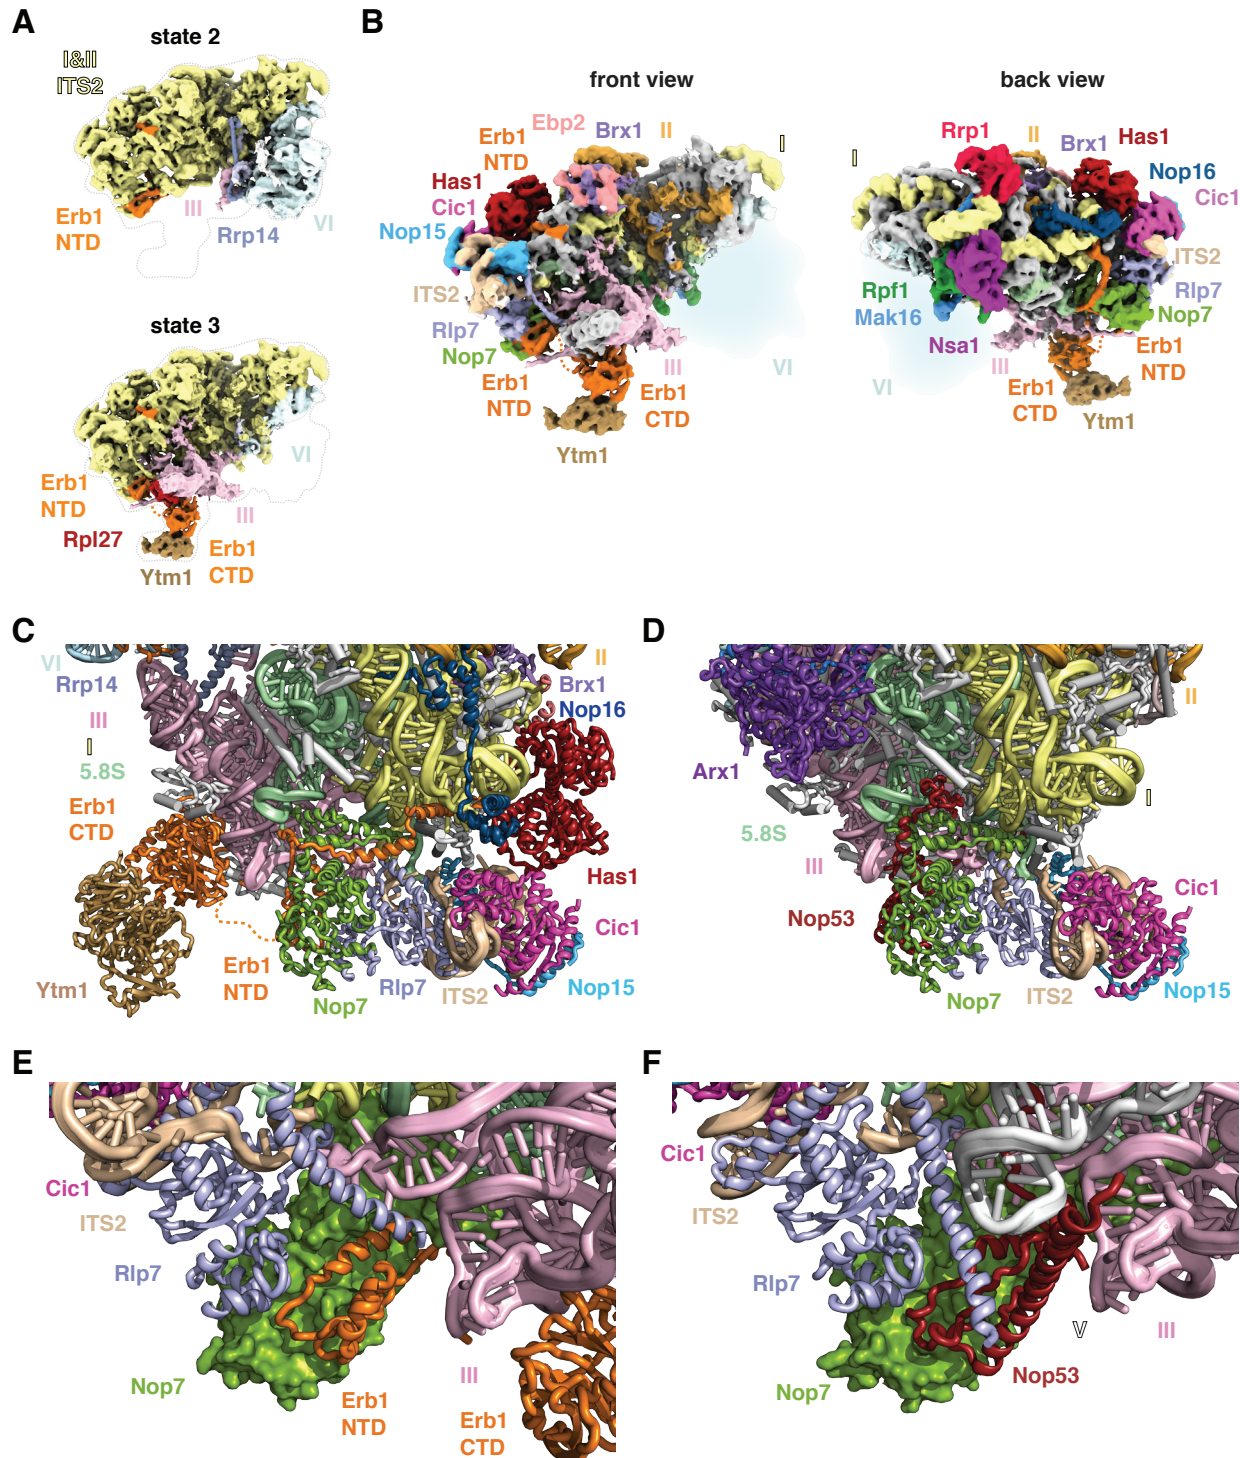 A
state 2
I&II
ITS2
Erb1
NTD
III
Rrp14
VI
state 3
Erb1
NTD
Rpl27
Ytm1
Erb1
CTD
III
VI
B
front view
Ebp2
Brx1
II
I
Erb1
NTD
Has1
Cic1
Nop15
ITS2
Rlp7
Nop7
Erb1
NTD
Ytm1
Erb1
CTD
III
VI
back view
I
Rrp1
II
Brx1
Has1
Nop16
Cic1
ITS2
Rlp7
Nop7
Erb1
NTD
Rpf1
Mak16
Nsa1
VI
III
Erb1
CTD
Ytm1
C
VI
Rrp14
III
I
5.8S
Erb1
CTD
Ytm1
Erb1
NTD
Nop7
Rlp7
ITS2
Nop15
Cic1
Has1
II
Brx1
Nop16
D
Arx1
5.8S
III
Nop53
Nop7
ITS2
Nop15
Cic1
I
II
E
Cic1
ITS2
Rlp7
Nop7
Erb1
NTD
III
Erb1
CTD
F
Cic1
ITS2
Rlp7
Nop7
Nop53
V
III